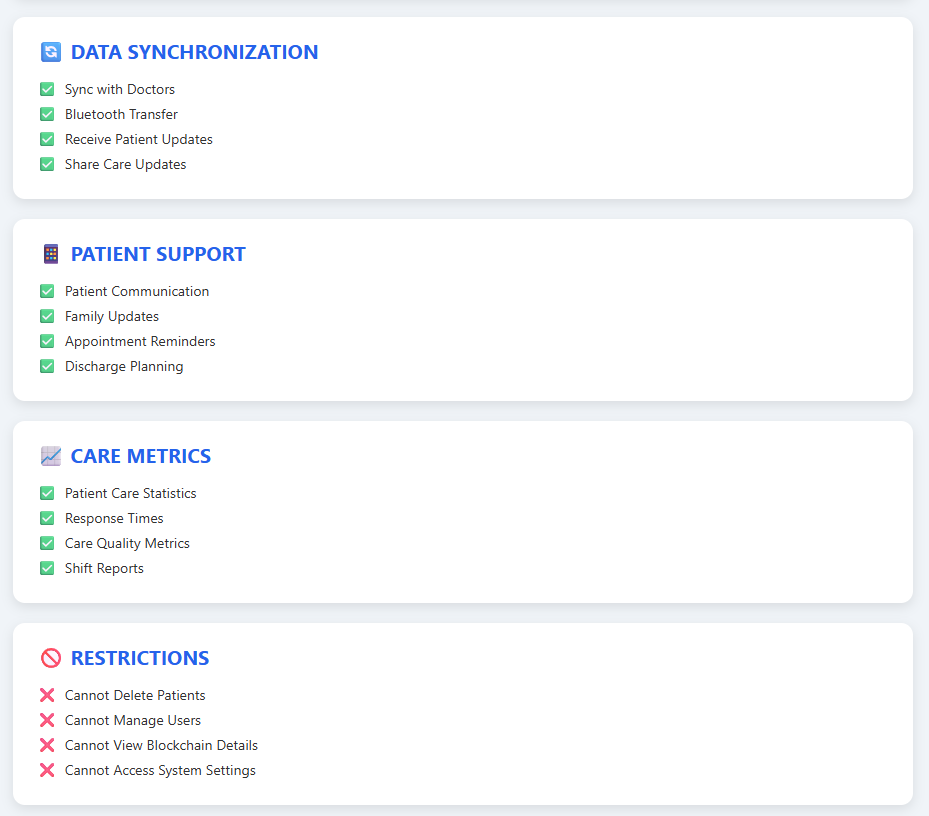 DATA SYNCHRONIZATION
Sync with Doctors
Bluetooth Transfer
Receive Patient Updates
Share Care Updates
PATIENT SUPPORT
Patient Communication
Family Updates
Appointment Reminders
Discharge Planning
CARE METRICS
Patient Care Statistics
Response Times
Care Quality Metrics
Shift Reports
RESTRICTIONS
Cannot Delete Patients
Cannot Manage Users
Cannot View Blockchain Details
Cannot Access System Settings